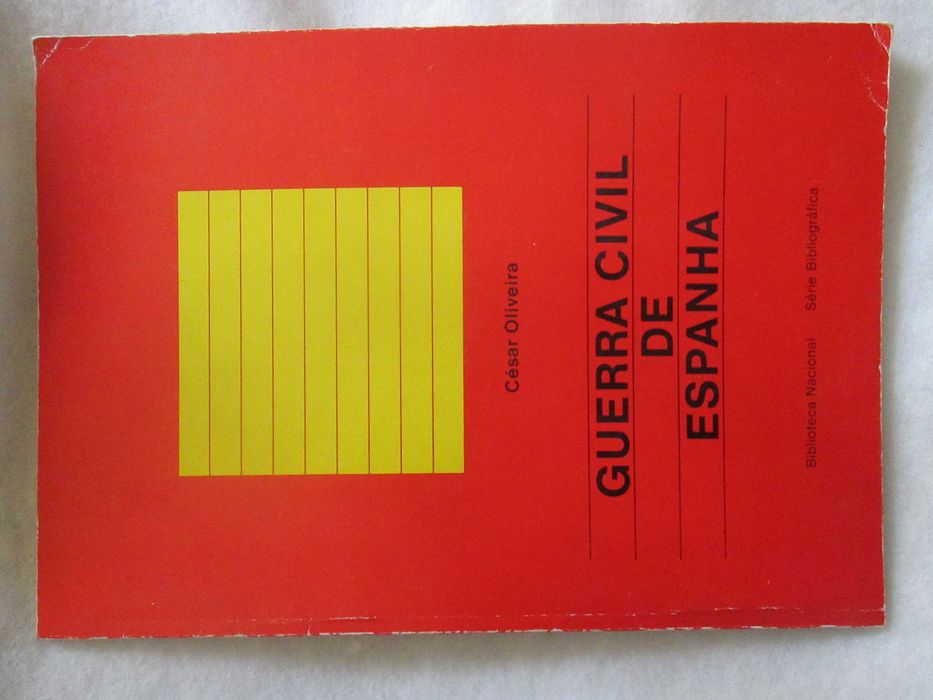 César Oliveira
GUERRA CIVIL
DE
ESPANHA
Biblioteca Nacional Série Bibliográfica